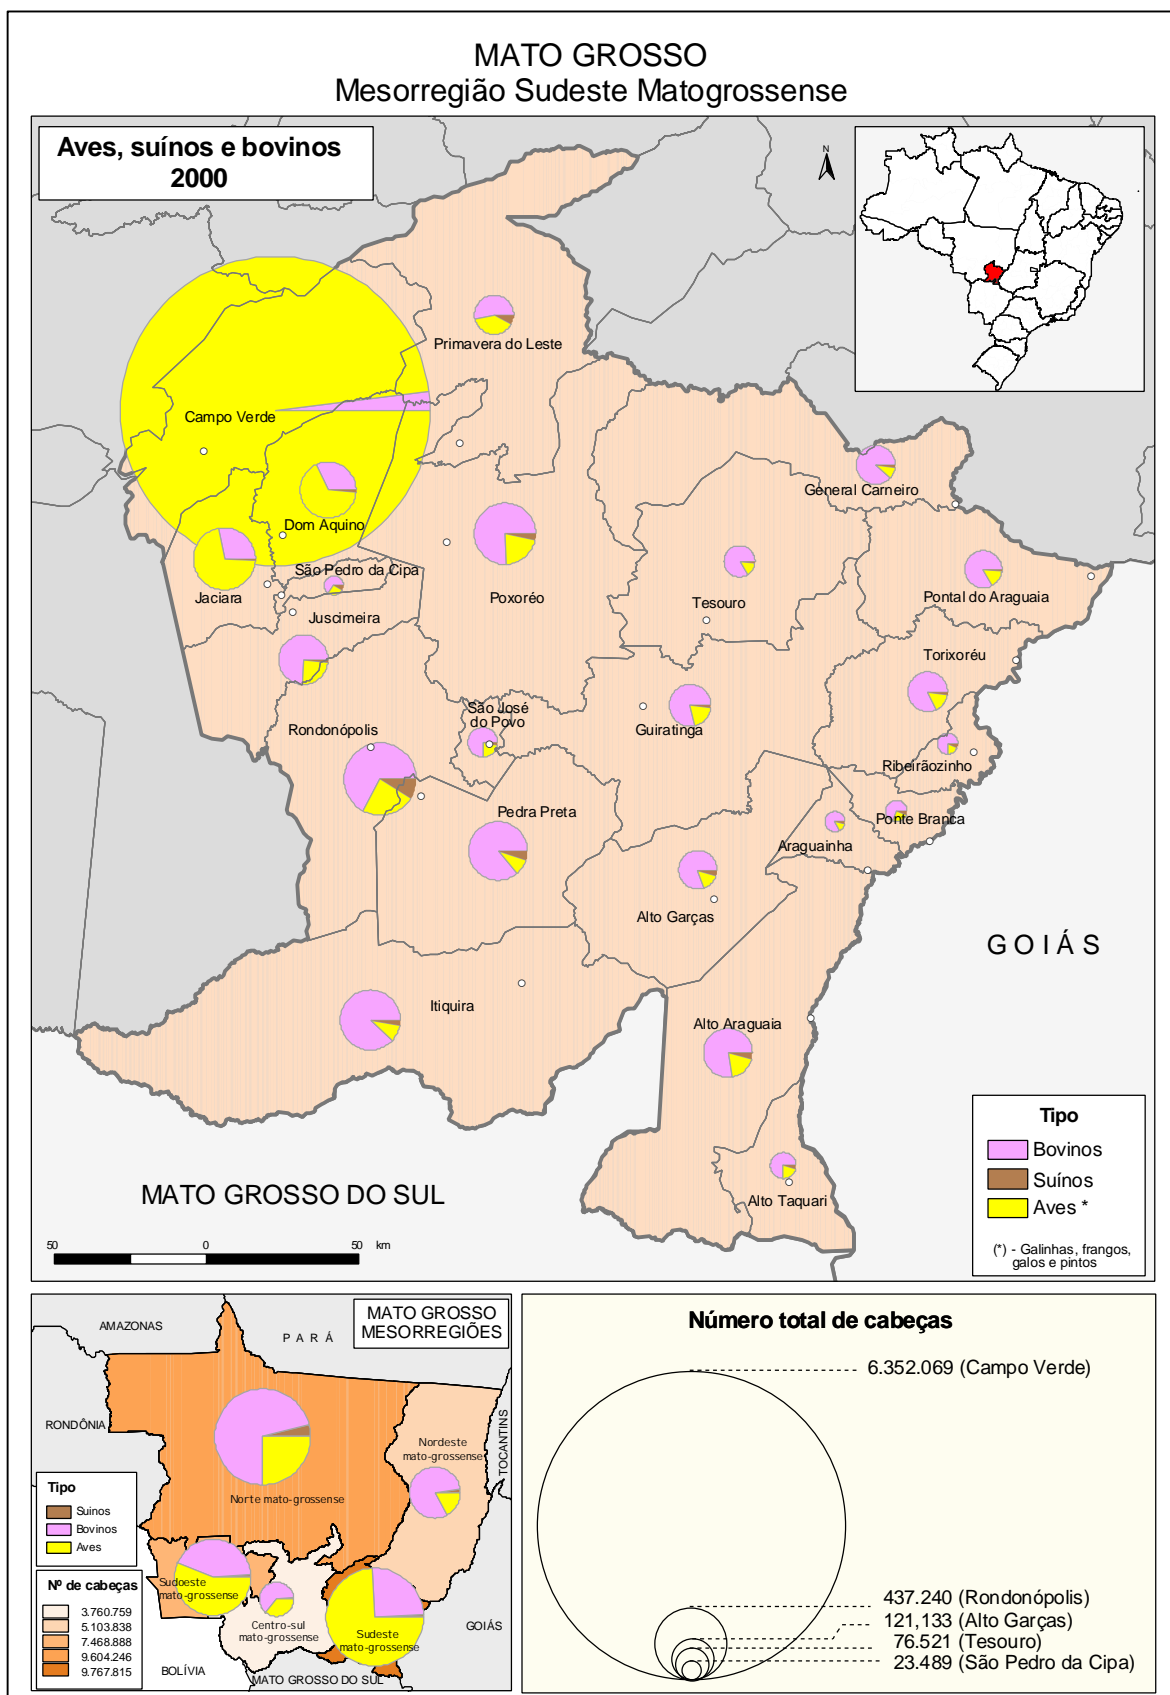 MATO GROSSO
Mesorregião Sudeste Matogrossense
Aves, suínos e bovinos
2000
N
Primavera do Leste
Campo Verde
General Carneiro
Dom Aquino
São Pedro da Cipa
Jaciara
Juscimeira
Poxoréo
Tesouro
Pontal do Araguaia
Torixoréu
São José
do Povo
Rondonópolis
Guiratinga
Ribeirãozinho
Pedra Preta
Ponte Branca
Araguainha
Alto Garças
GOIÁS
Itiquira
Alto Araguaia
Alto Taquari
MATO GROSSO DO SUL
50 0 50 km
Tipo
Bovinos
Suínos
Aves *
(*) - Galinhas, frangos,
galos e pintos
MATO GROSSO
MESORREGIÕES
AMAZONAS
PARÁ
RONDÔNIA
TOCANTINS
Nordeste
mato-grossense
Norte mato-grossense
Tipo
Suinos
Bovinos
Aves
Sudoeste
mato-grossense
Nº de cabeças
3.760.759
5.103.838
7.468.888
9.604.246
9.767.815
Centro-sul
mato-grossense
Sudeste
mato-grossense
GOIÁS
BOLÍVIA
MATO GROSSO DO SUL
Número total de cabeças
6.352.069 (Campo Verde)
437.240 (Rondonópolis)
121,133 (Alto Garças)
76.521 (Tesouro)
23.489 (São Pedro da Cipa)